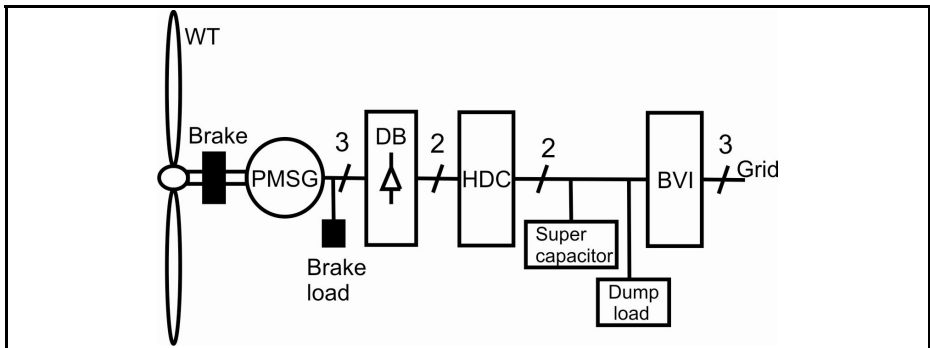 WT
Brake
PMSG
3
Brake
load
DB
2
HDC
2
Super
capacitor
Dump
load
BVI
3
Grid